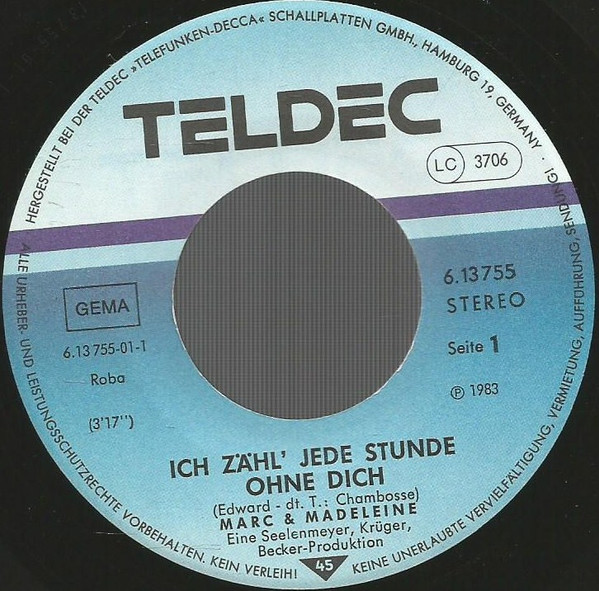 HERGESTELLT BEI DER TELDEC »TELEFUNKEN-DECCA« SCHALLPLATTEN GMBH., HAMBURG 19, GERMANY ·
TELDEC
LC 3706
GEMA
6.13 755-01-1
Roba
(3'17")
6.13755
STEREO
Seite 1
Ⓟ 1983
ICH ZÄHL' JEDE STUNDE
OHNE DICH
(Edward - dt. T.: Chambosse)
MARC & MADELEINE
Eine Seelenmeyer, Krüger,
Becker-Produktion
45
ALLE URHEBER- UND LEISTUNGSSCHUTZRECHTE VORBEHALTEN. KEIN VERLEIH! KEINE UNERLAUBTE VERVIELFÄLTIGUNG, VERMIETUNG, AUFFÜHRUNG, SENDUNG!